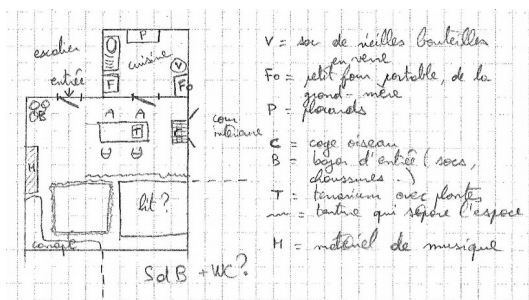 escalier
entrée
P
cuisine
V
F
Fo
B
A A
T
C
cour
intérieure
H
lit?
canapé
SdB + WC?
V = sac de vieilles bouteilles
en verre
Fo = petit four portable, de la
grand-mère
P = placards
C = cage oiseau
B = bazar d'entrée (sacs,
chaussures..)
T = terrarium avec plantes
= tenture qui sépare l'espace
H = matériel de musique